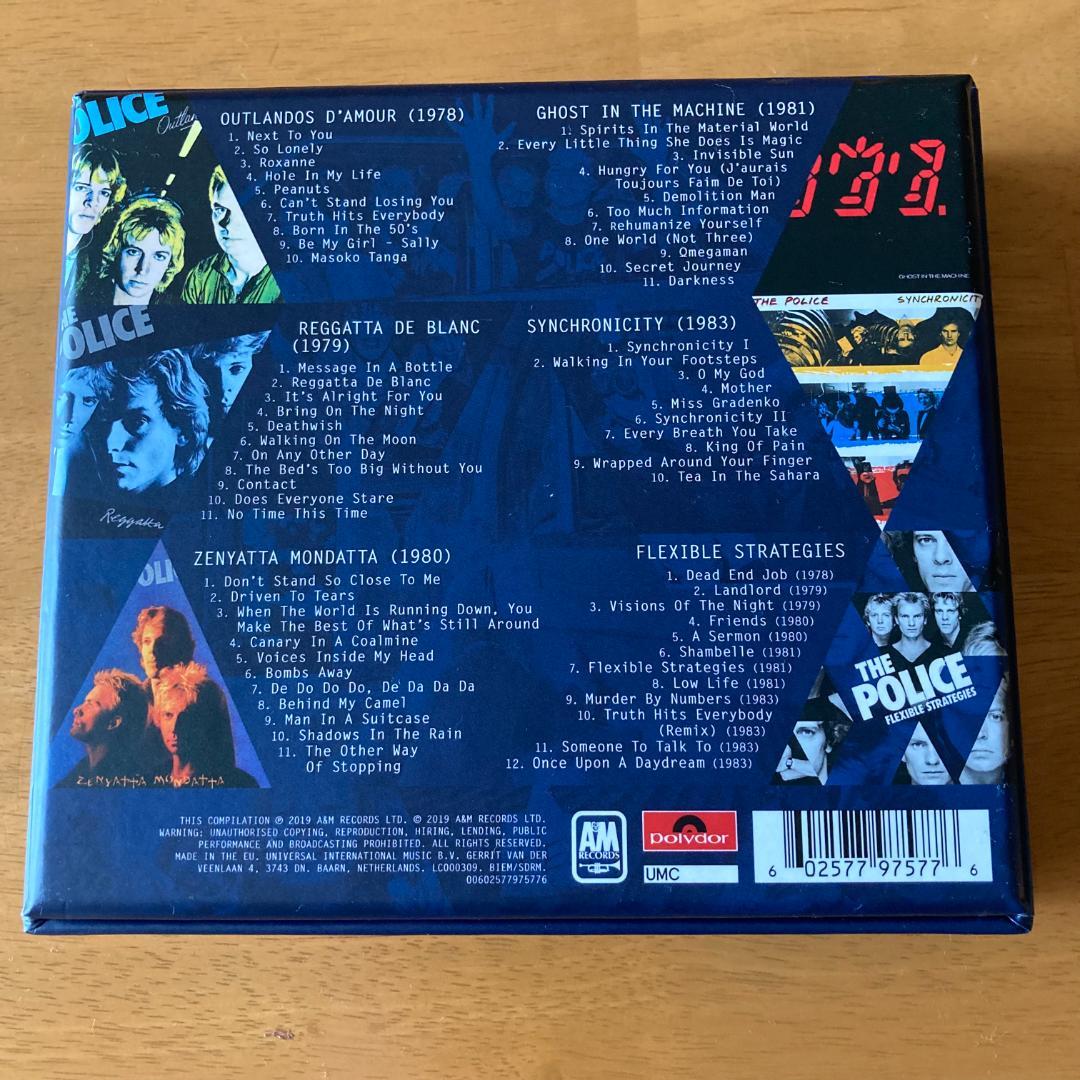 OLICE
Outlan
OUTLANDOS D'AMOUR (1978)
1. Next To You
2. So Lonely
3. Roxanne
4. Hole In My Life
5. Peanuts
6. Can't Stand Losing You
7. Truth Hits Everybody
8. Born In The 50's
9. Be My Girl - Sally
10. Masoko Tanga
THE
POLICE
Reggatta
REGGATTA DE BLANC
(1979)
1. Message In A Bottle
2. Reggatta De Blanc
3. It's Alright For You
4. Bring On The Night
5. Deathwish
6. Walking On The Moon
7. On Any Other Day
8. The Bed's Too Big Without You
9. Contact
10. Does Everyone Stare
11. No Time This Time
OLI
ZENYATTA MONDATTA
ZENYATTA MONDATTA (1980)
1. Don't Stand So Close To Me
2. Driven To Tears
3. When The World Is Running Down, You
Make The Best Of What's Still Around
4. Canary In A Coalmine
5. Voices Inside My Head
6. Bombs Away
7. De Do Do Do, De Da Da Da
8. Behind My Camel
9. Man In A Suitcase
10. Shadows In The Rain
11. The Other Way
Of Stopping
GHOST IN THE MACHINE (1981)
1. Spirits In The Material World
2. Every Little Thing She Does Is Magic
3. Invisible Sun
4. Hungry For You (J'aurais
Toujours Faim De Toi)
5. Demolition Man
6. Too Much Information
7. Rehumanize Yourself
8. One World (Not Three)
9. Ωmegaman
10. Secret Journey
11. Darkness
GHOST IN THE MACHINE
THE POLICE
SYNCHRONICIT
SYNCHRONICITY (1983)
1. Synchronicity I
2. Walking In Your Footsteps
3. O My God
4. Mother
5. Miss Gradenko
6. Synchronicity II
7. Every Breath You Take
8. King Of Pain
9. Wrapped Around Your Finger
10. Tea In The Sahara
FLEXIBLE STRATEGIES
1. Dead End Job (1978)
2. Landlord (1979)
3. Visions Of The Night (1979)
4. Friends (1980)
5. A Sermon (1980)
6. Shambelle (1981)
7. Flexible Strategies (1981)
8. Low Life (1981)
9. Murder By Numbers (1983)
10. Truth Hits Everybody
(Remix) (1983)
11. Someone To Talk To (1983)
12. Once Upon A Daydream (1983)
THE
POLICE
FLEXIBLE STRATEGIES
THIS COMPILATION ℗ 2019 A&M RECORDS LTD. © 2019 A&M RECORDS LTD.
WARNING: UNAUTHORISED COPYING, REPRODUCTION, HIRING, LENDING, PUBLIC
PERFORMANCE AND BROADCASTING PROHIBITED. ALL RIGHTS RESERVED.
MADE IN THE EU. UNIVERSAL INTERNATIONAL MUSIC B.V. GERRIT VAN DER
VEENLAAN 4, 3743 DN. BAARN, NETHERLANDS. LC000309. BIEM/SDRM.
00602577975776
A&M
RECORDS
polydor
UMC
6 02577 97577 6